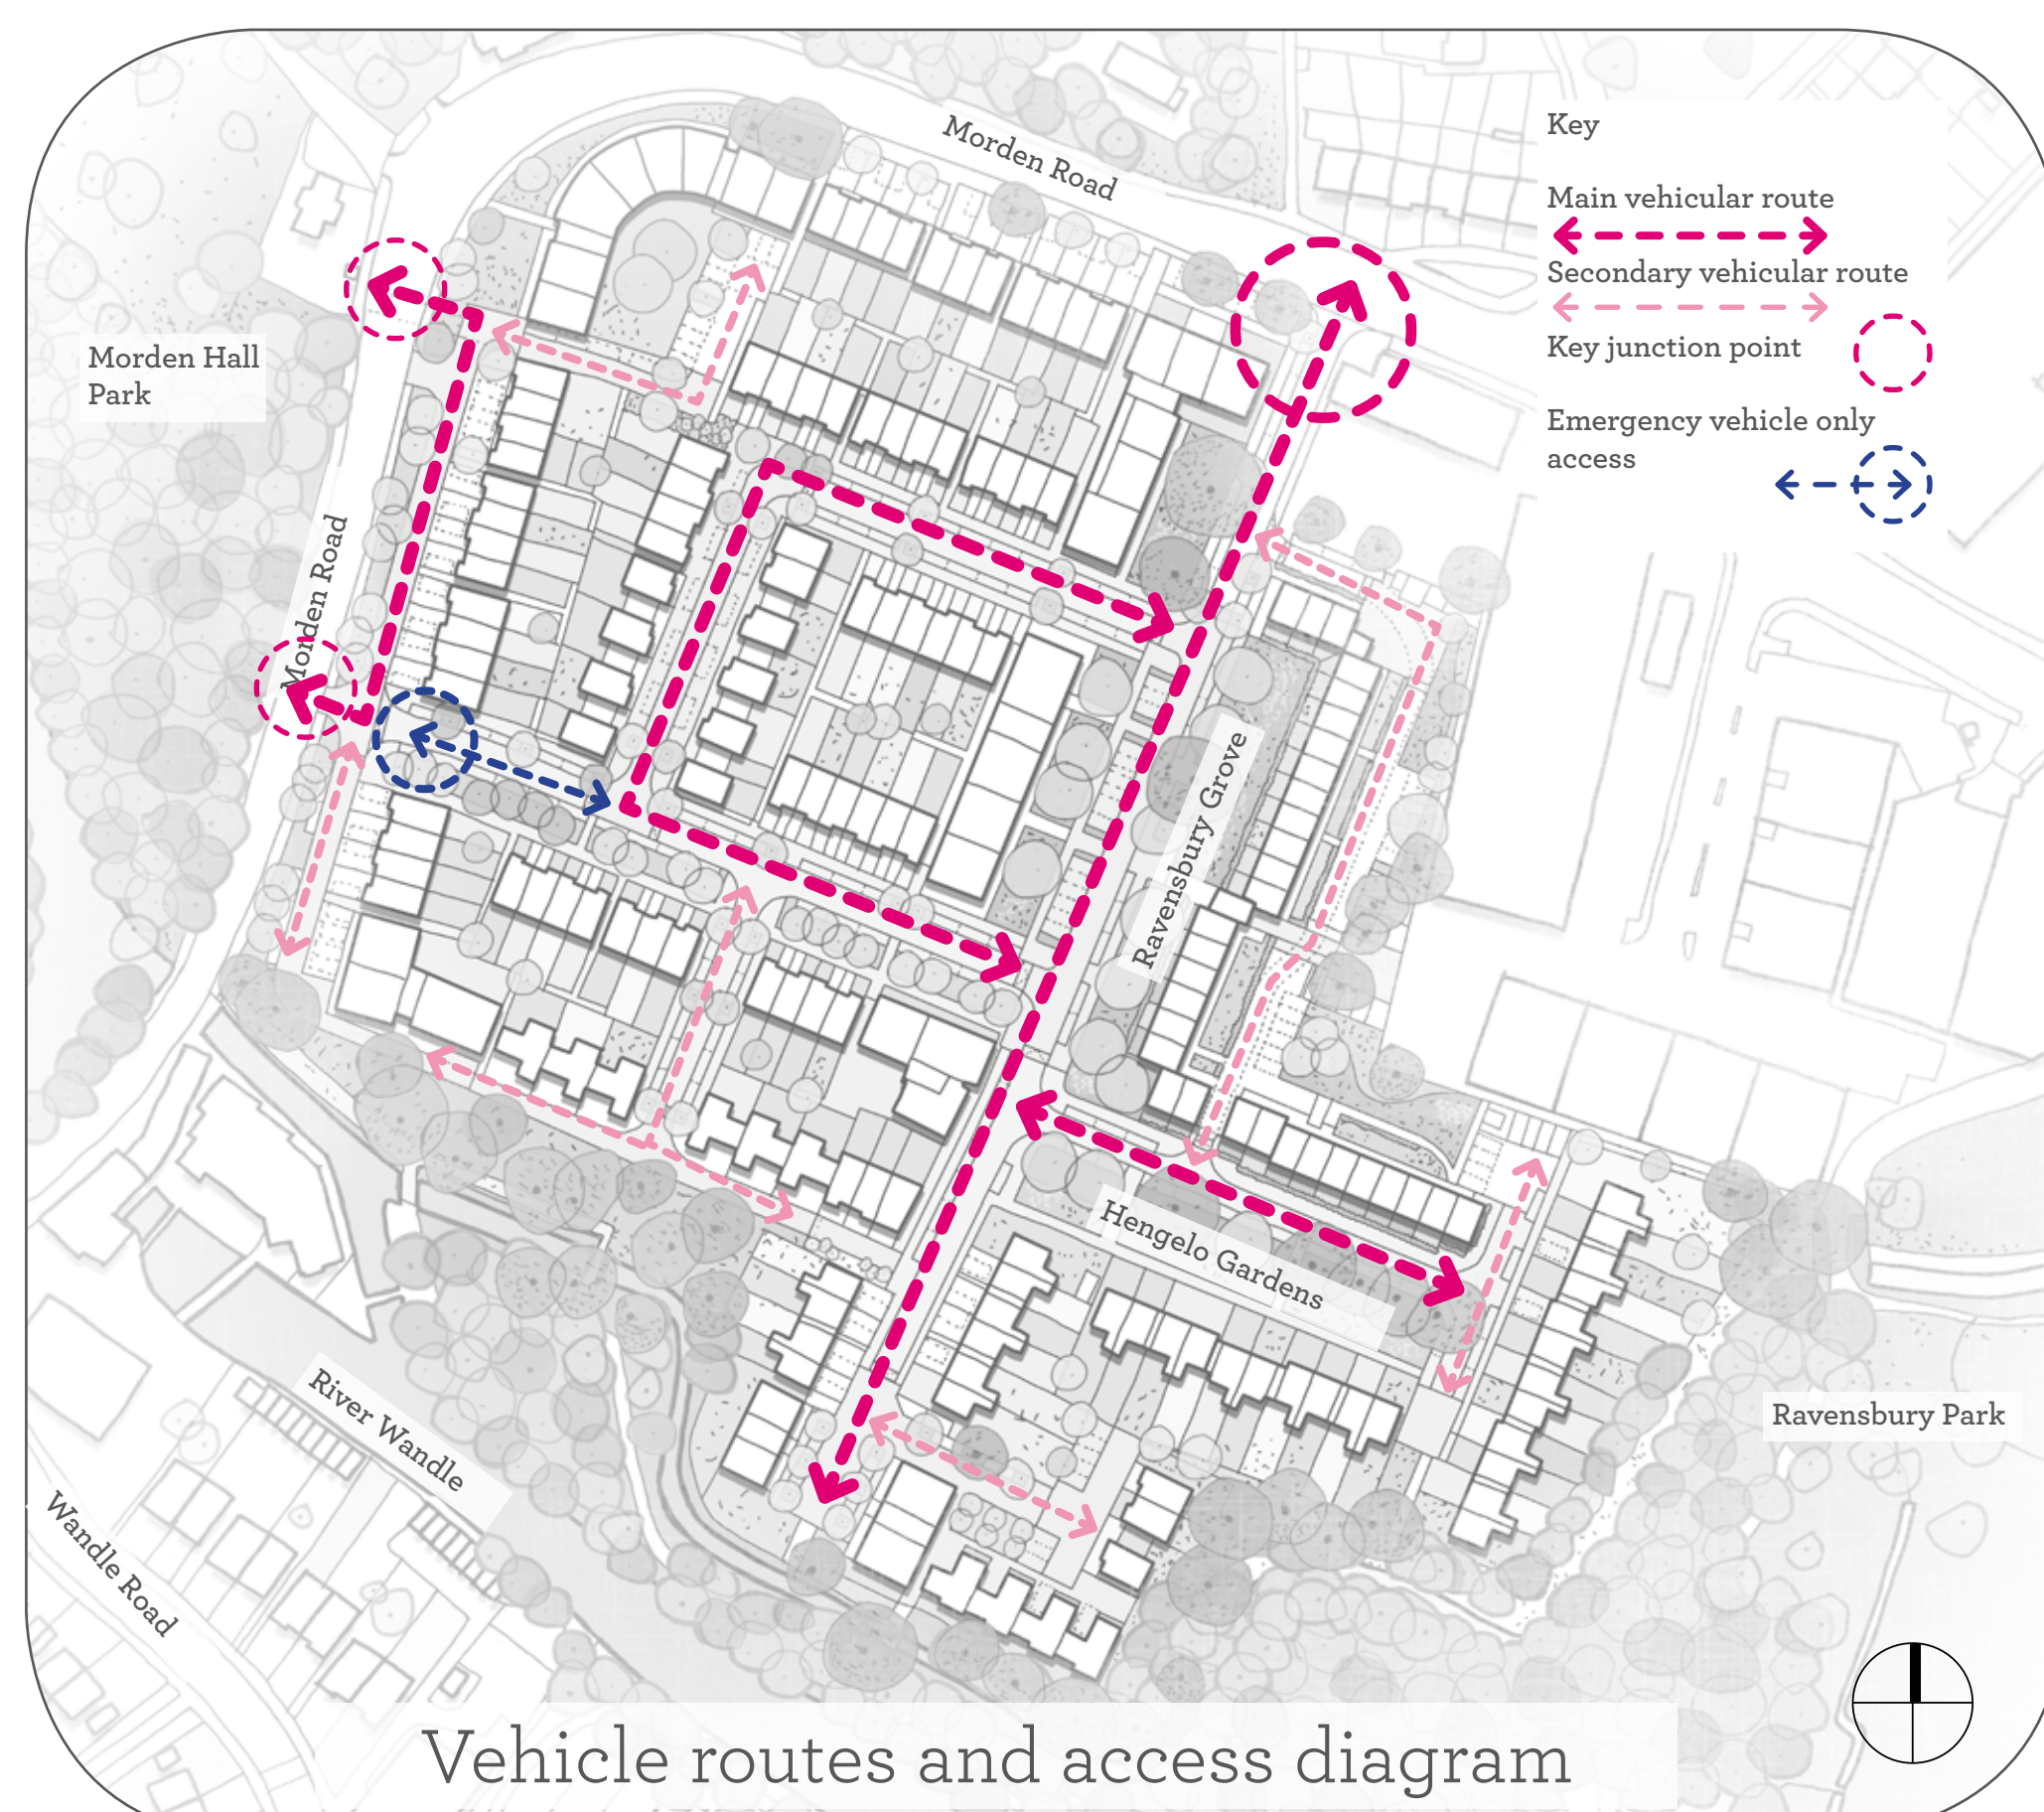 Morden Road
Key
Main vehicular route
Secondary vehicular route
Key junction point
Emergency vehicle only
access
Morden Hall
Park
Morden Road
Ravensbury Grove
Hengelo Gardens
River Wandle
Ravensbury Park
Wandle Road
Vehicle routes and access diagram